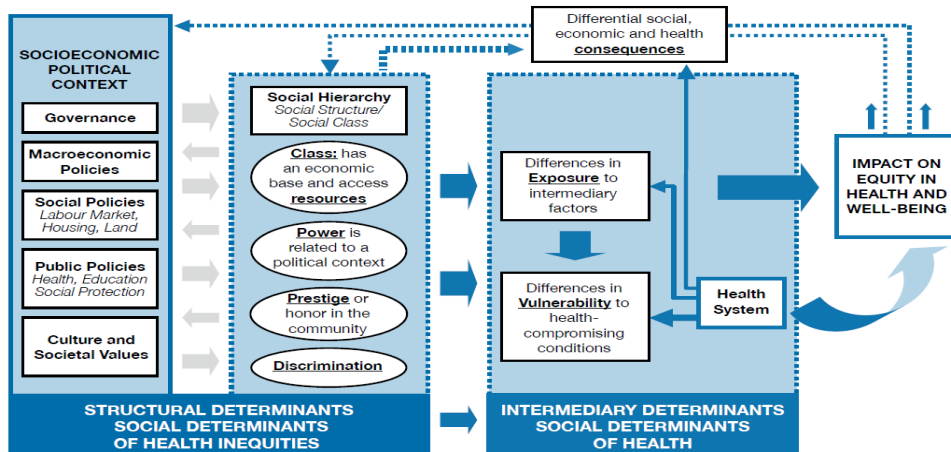 SOCIOECONOMIC
POLITICAL
CONTEXT
Governance
Macroeconomic
Policies
Social Policies
Labour Market,
Housing, Land
Public Policies
Health, Education
Social Protection
Culture and
Societal Values
Social Hierarchy
Social Structure/
Social Class
Class: has
an economic
base and access
resources
Power is
related to a
political context
Prestige or
honor in the
community
Discrimination
STRUCTURAL DETERMINANTS
SOCIAL DETERMINANTS
OF HEALTH INEQUITIES
Differential social,
economic and health
consequences
Differences in
Exposure to
intermediary
factors
Differences in
Vulnerability to
health-
compromising
conditions
Health
System
INTERMEDIARY DETERMINANTS
SOCIAL DETERMINANTS
OF HEALTH
IMPACT ON
EQUITY IN
HEALTH AND
WELL-BEING